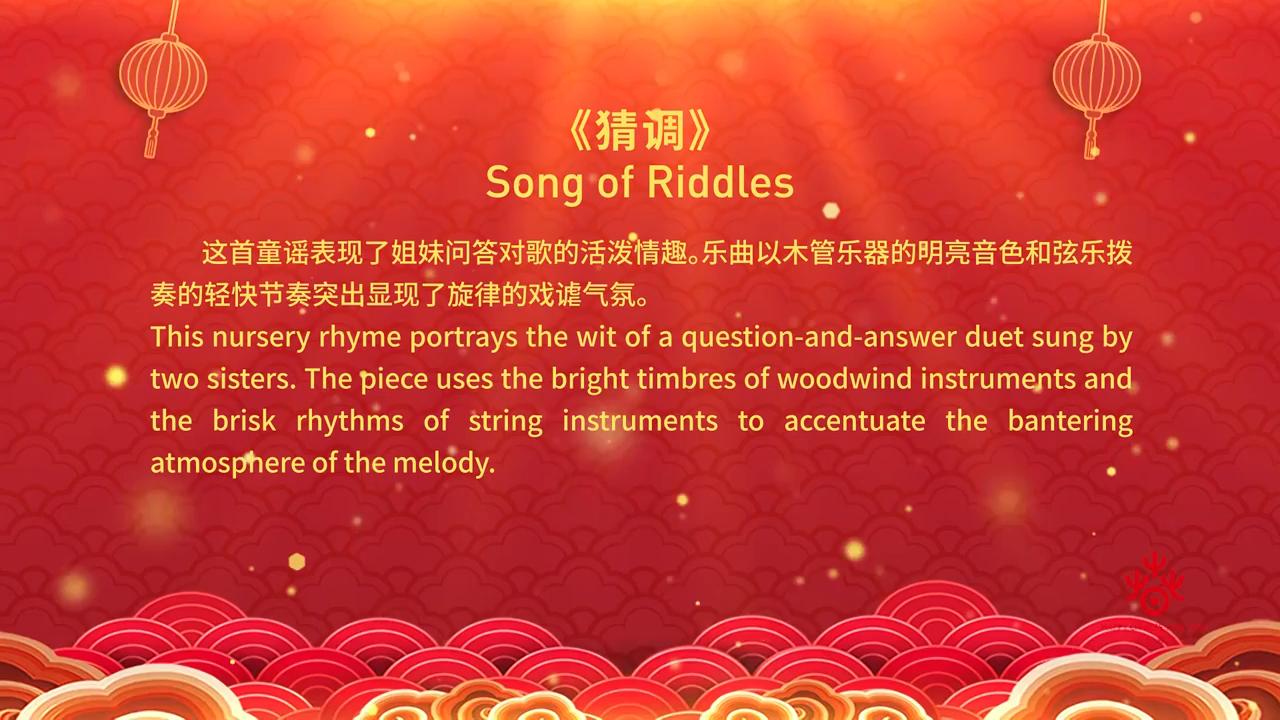 《猜调》
Song of Riddles
这首童谣表现了姐妹问答对歌的活泼情趣。乐曲以木管乐器的明亮音色和弦乐拨
奏的轻快节奏突出显现了旋律的戏谑气氛。
This nursery rhyme portrays the wit of a question-and-answer duet sung by
two sisters. The piece uses the bright timbres of woodwind instruments and
the brisk rhythms of string instruments to accentuate the bantering
atmosphere of the melody.